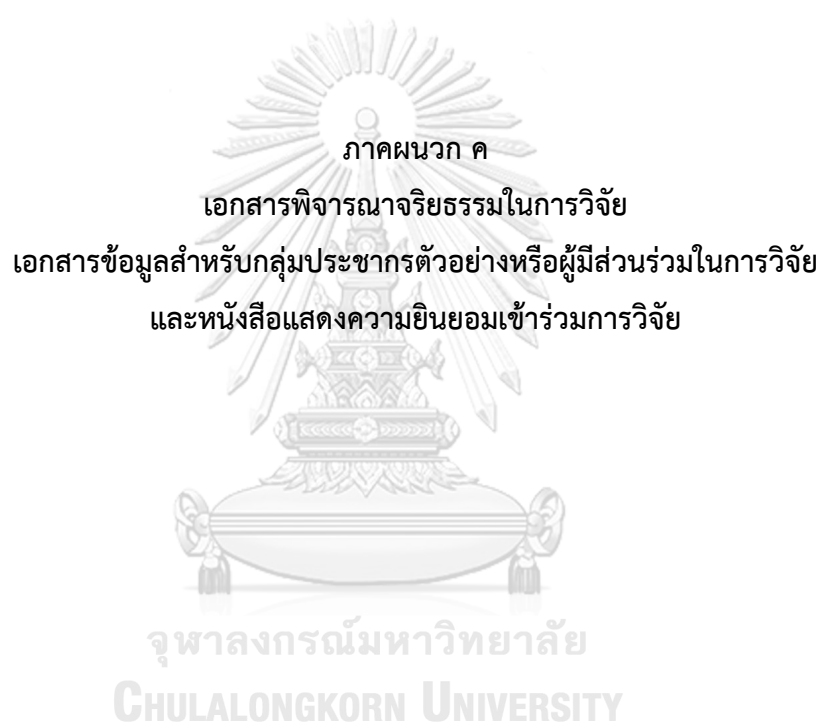 ภาคผนวก ค
เอกสารพิจารณาจริยธรรมในการวิจัย
เอกสารข้อมูลสำหรับกลุ่มประชากรตัวอย่างหรือผู้มีส่วนร่วมในการวิจัย
และหนังสือแสดงความยินยอมเข้าร่วมการวิจัย
จุฬาลงกรณ์มหาวิทยาลัย
CHULALONGKORN UNIVERSITY